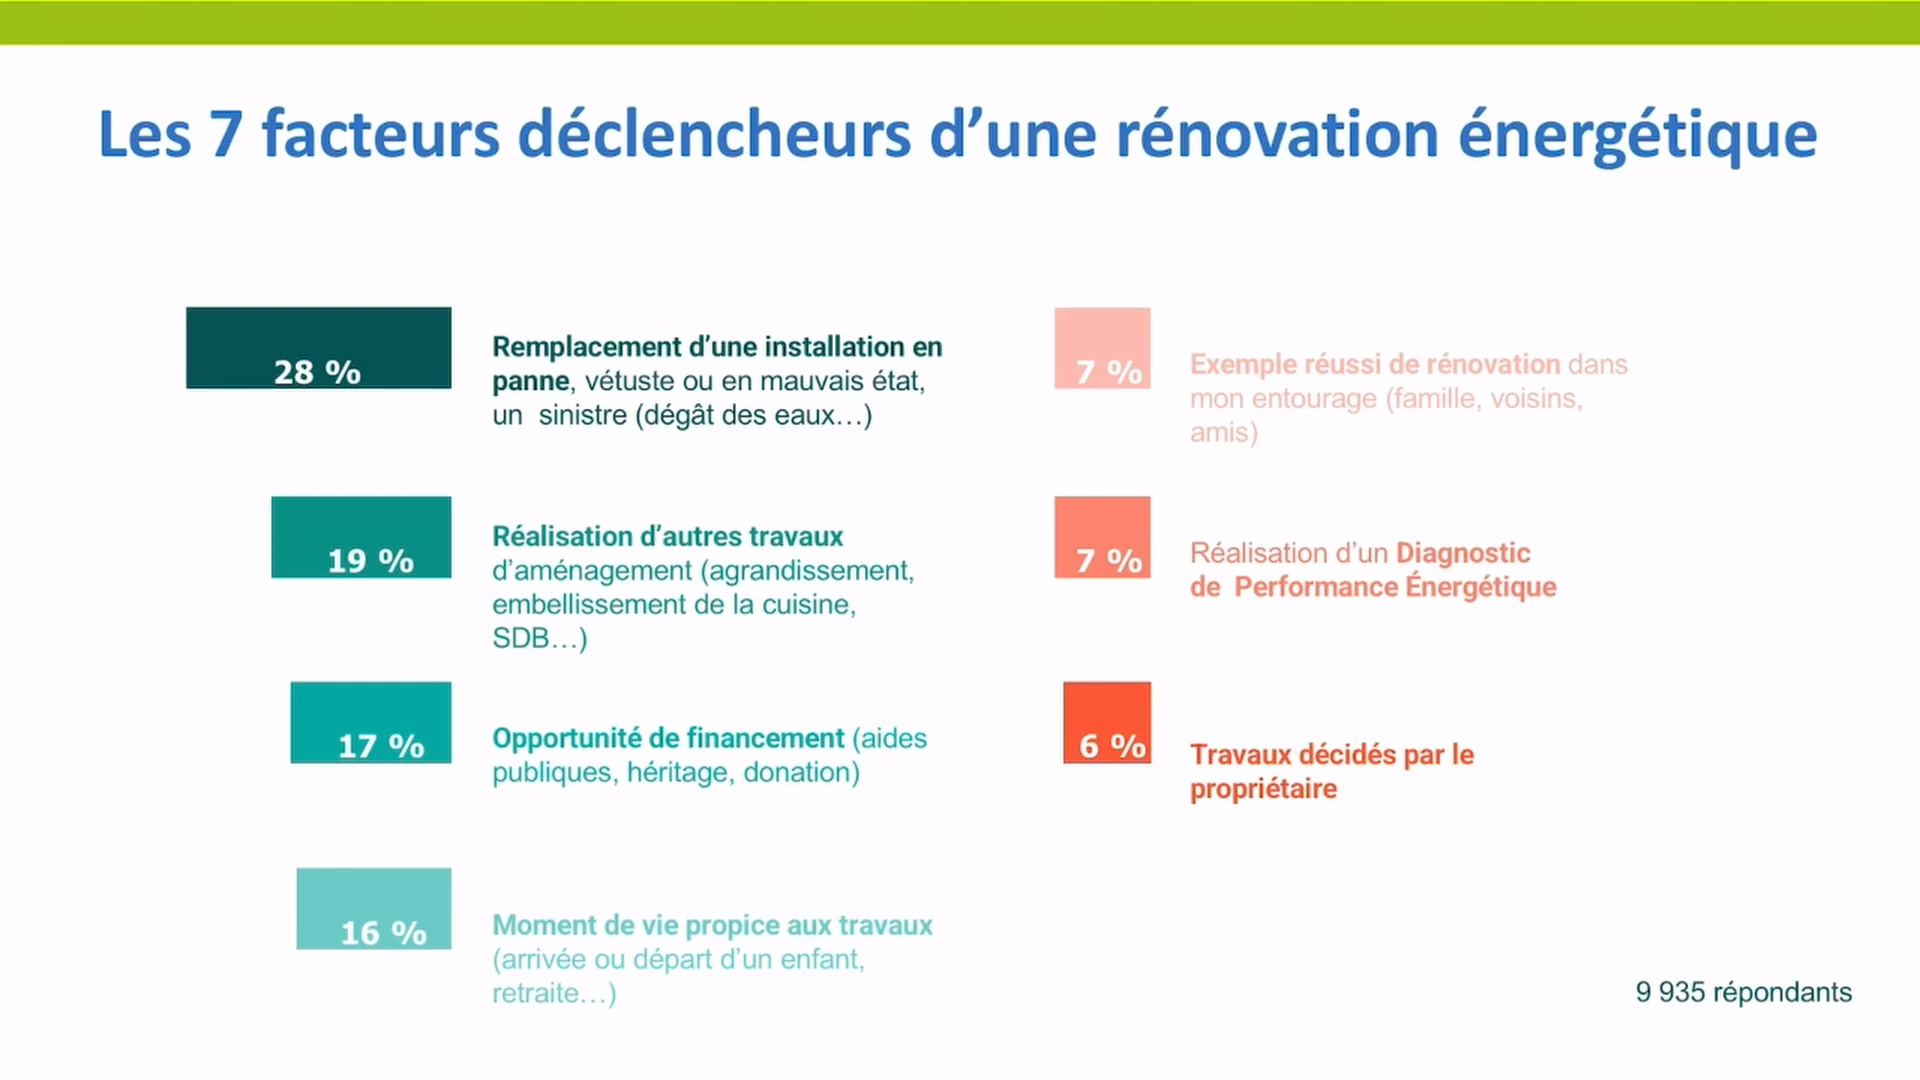 Les 7 facteurs déclencheurs d’une rénovation énergétique
28 %
Remplacement d’une installation en
panne, vétuste ou en mauvais état,
un sinistre (dégât des eaux…)
19 %
Réalisation d’autres travaux
d’aménagement (agrandissement,
embellissement de la cuisine,
SDB…)
17 %
Opportunité de financement (aides
publiques, héritage, donation)
16 %
Moment de vie propice aux travaux
(arrivée ou départ d’un enfant,
retraite…)
7 %
Exemple réussi de rénovation dans
mon entourage (famille, voisins,
amis)
7 %
Réalisation d’un Diagnostic
de Performance Énergétique
6 %
Travaux décidés par le
propriétaire
9 935 répondants